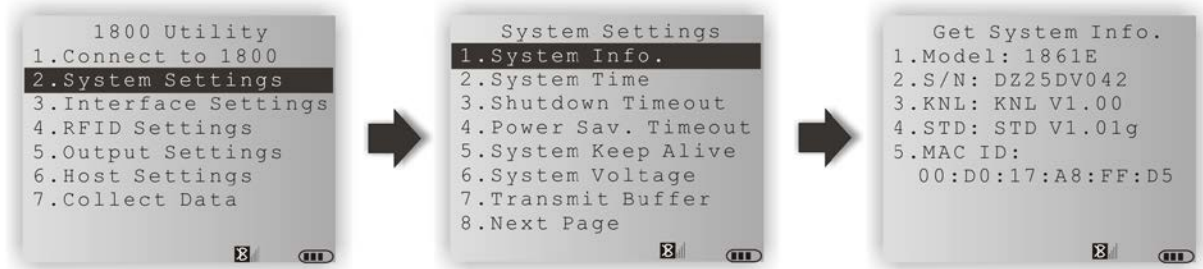 1800 Utility
1.Connect to 1800
2.System Settings
3.Interface Settings
4.RFID Settings
5.Output Settings
6.Host Settings
7.Collect Data
System Settings
1.System Info.
2.System Time
3.Shutdown Timeout
4.Power Sav. Timeout
5.System Keep Alive
6.System Voltage
7.Transmit Buffer
8.Next Page
Get System Info.
1.Model: 1861E
2.S/N: DZ25DV042
3.KNL: KNL V1.00
4.STD: STD V1.01g
5.MAC ID:
00:D0:17:A8:FF:D5